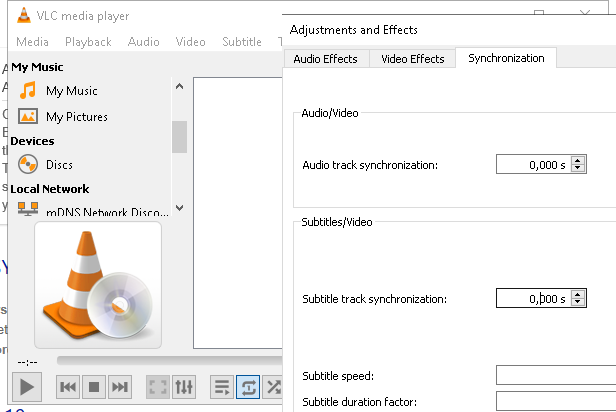 VLC media player
Media Playback Audio Video Subtitle
My Music
My Music
My Pictures
Devices
Discs
Local Network
mDNS Network Disco...
--:--
Adjustments and Effects
Audio Effects Video Effects Synchronization
Audio/Video
Audio track synchronization: 0,000 s
Subtitles/Video
Subtitle track synchronization: 0,000 s
Subtitle speed:
Subtitle duration factor: